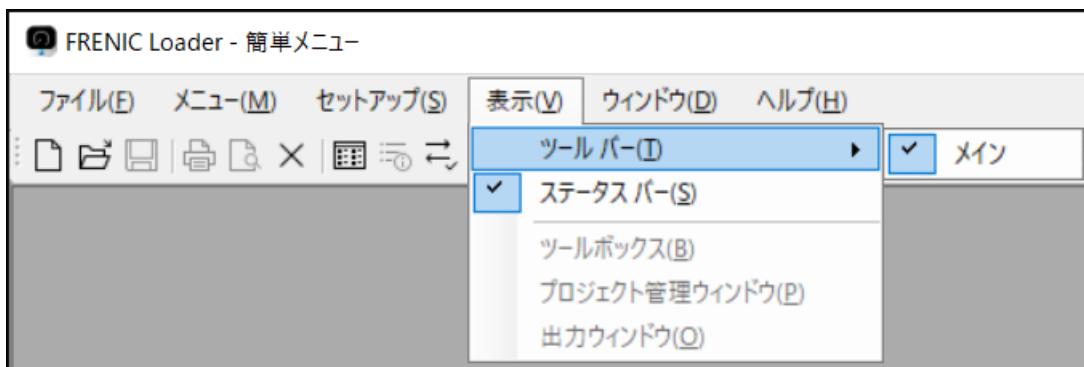 FRENIC Loader - 簡単メニュー
ファイル(F) メニュー(M) セットアップ(S) 表示(V) ウィンドウ(D) ヘルプ(H)
ツール バー(T) メイン
ステータス バー(S)
ツールボックス(B)
プロジェクト管理ウィンドウ(P)
出力ウィンドウ(O)